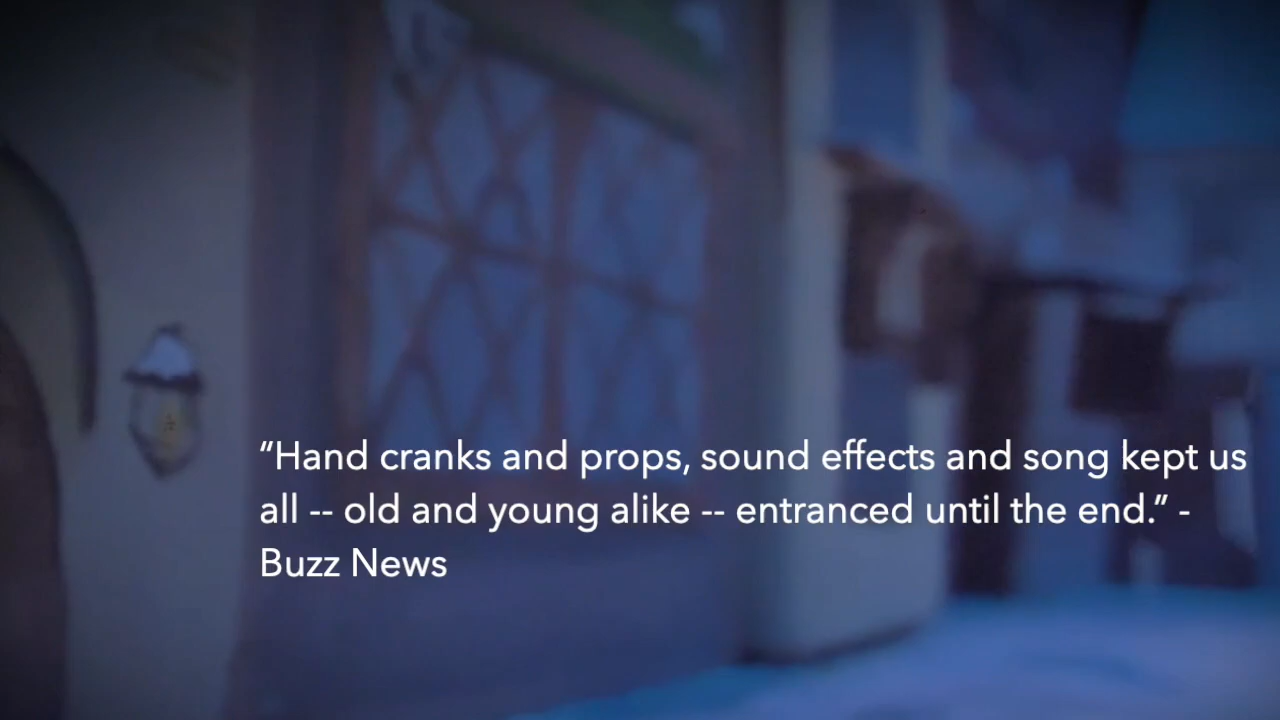 “Hand cranks and props, sound effects and song kept us
all -- old and young alike -- entranced until the end.” -
Buzz News